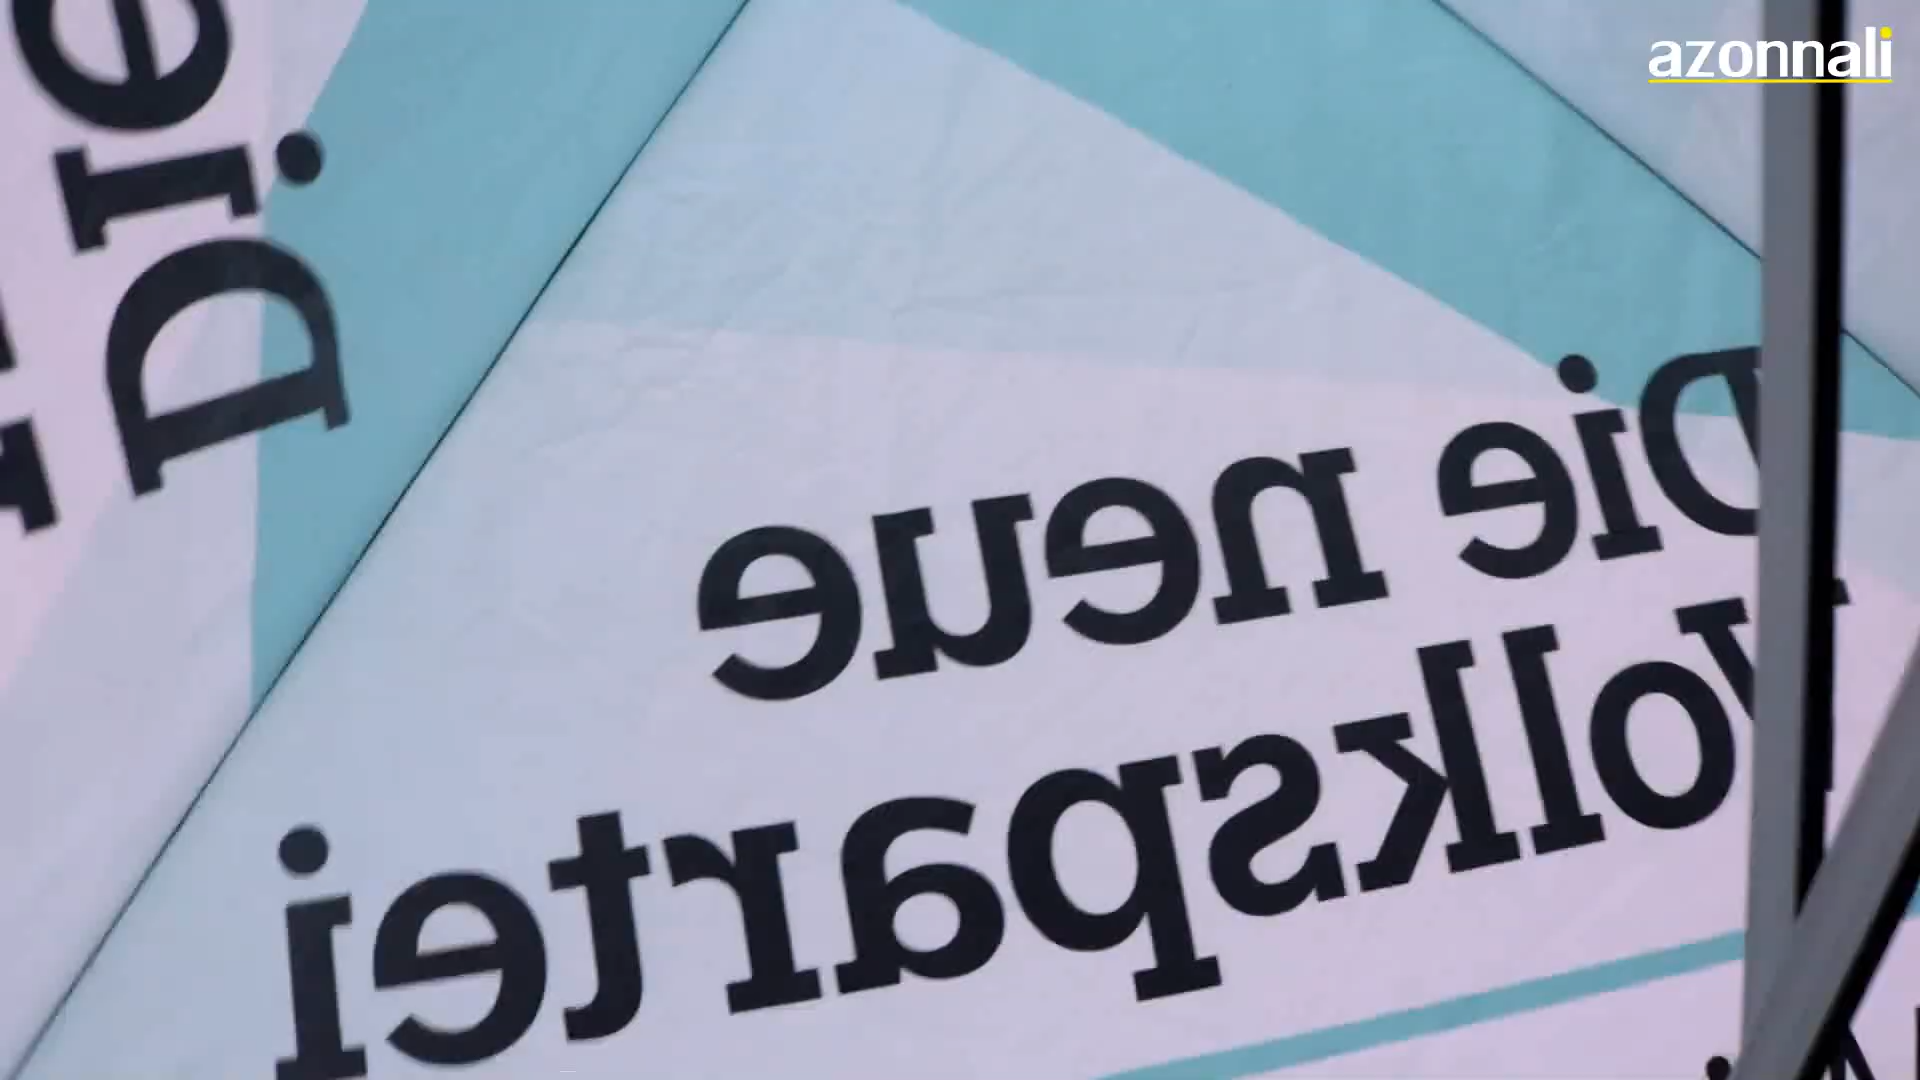 azonnali
Die
Die neue
Volkspartei